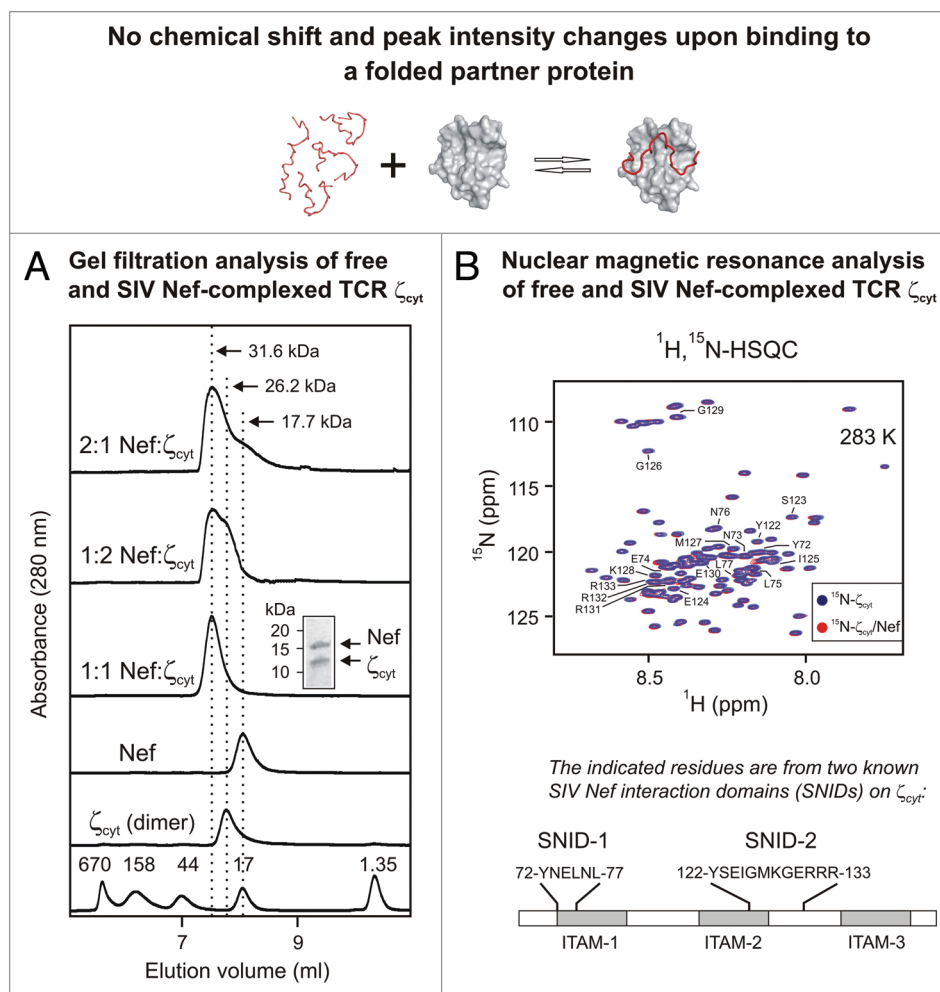 No chemical shift and peak intensity changes upon binding to
a folded partner protein
+
A Gel filtration analysis of free
and SIV Nef-complexed TCR ζcyt
31.6 kDa
26.2 kDa
17.7 kDa
2:1 Nef:ζcyt
1:2 Nef:ζcyt
kDa
20
15
10
Nef
ζcyt
1:1 Nef:ζcyt
Nef
ζcyt (dimer)
670 158 44 17 1.35
7 9
Elution volume (ml)
Absorbance (280 nm)
B Nuclear magnetic resonance analysis
of free and SIV Nef-complexed TCR ζcyt
¹H,¹⁵N-HSQC
110
115
120
125
¹⁵N (ppm)
283 K
G129
G126
S123
N76
Y122
M127
N73
Y72
E74
L77
I125
K128
E130
L75
R133
R132
R131
E124
¹⁵N-ζcyt
¹⁵N-ζcyt/Nef
8.5 8.0
¹H (ppm)
The indicated residues are from two known
SIV Nef interaction domains (SNIDs) on ζcyt:
SNID-1 SNID-2
72-YNELNL-77 122-YSEIGMKGERRR-133
ITAM-1 ITAM-2 ITAM-3